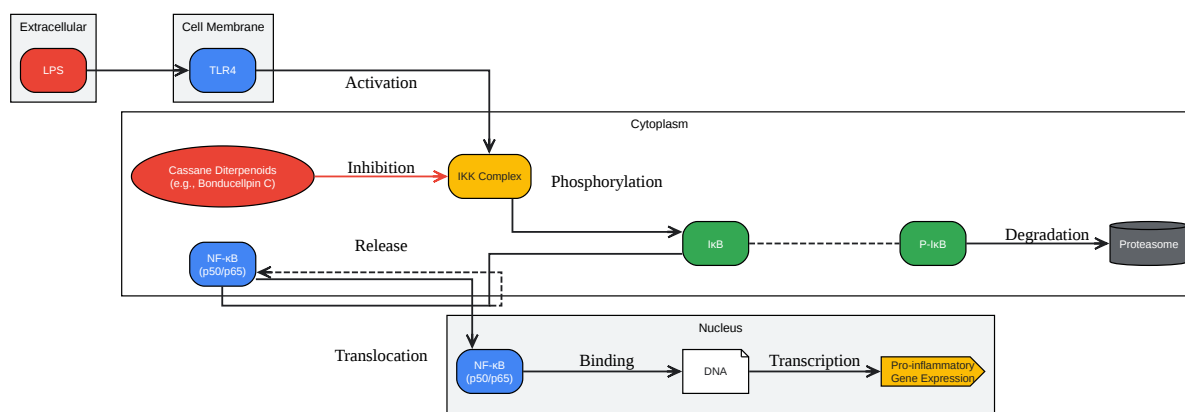 Extracellular
Cell Membrane
LPS
TLR4
Activation
Cytoplasm
Cassane Diterpenoids
(e.g., Bonducellpin C)
Inhibition
IKK Complex
Phosphorylation
NF-κB
(p50/p65)
Release
IκB
P-IκB
Degradation
Proteasome
Nucleus
Translocation
NF-κB
(p50/p65)
Binding
DNA
Transcription
Pro-inflammatory
Gene Expression